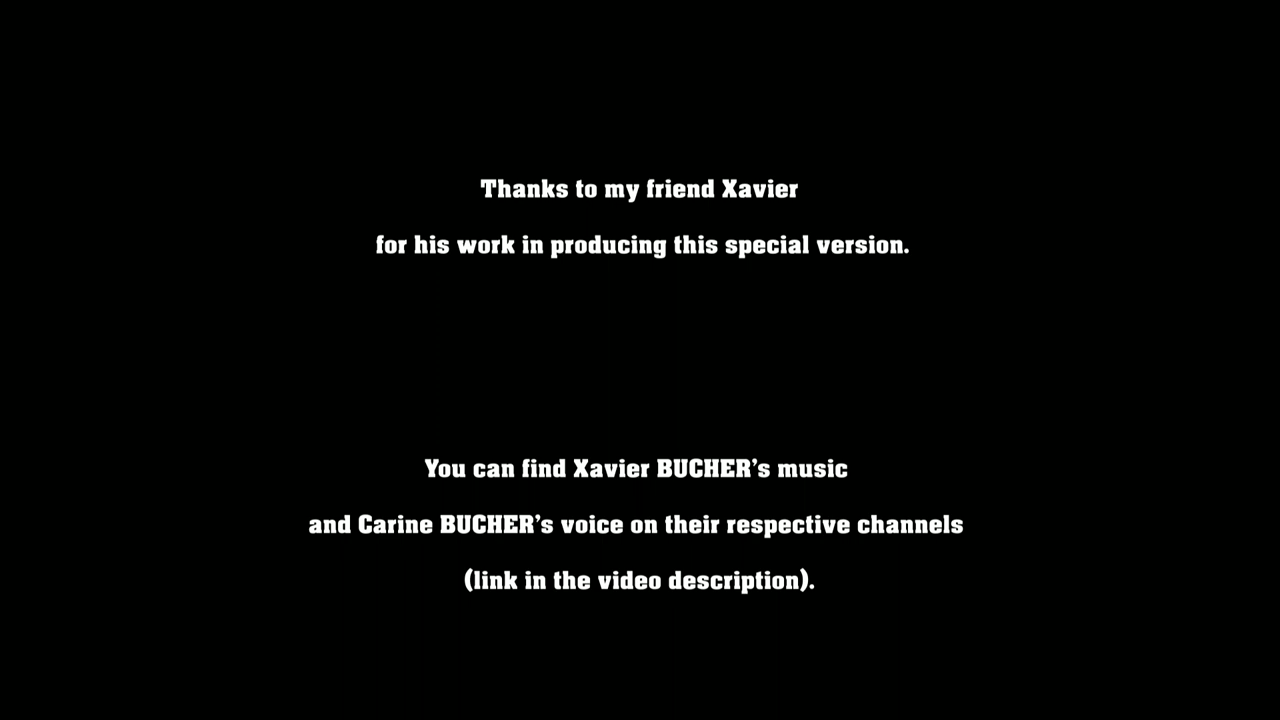 Thanks to my friend Xavier
for his work in producing this special version.
You can find Xavier BUCHER’s music
and Carine BUCHER’s voice on their respective channels
(link in the video description).